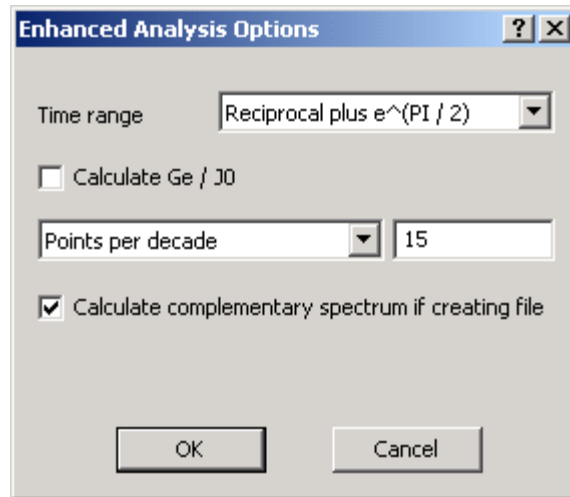 Enhanced Analysis Options
Time range Reciprocal plus e^(PI / 2)
Calculate Ge / J0
Points per decade 15
Calculate complementary spectrum if creating file
OK Cancel